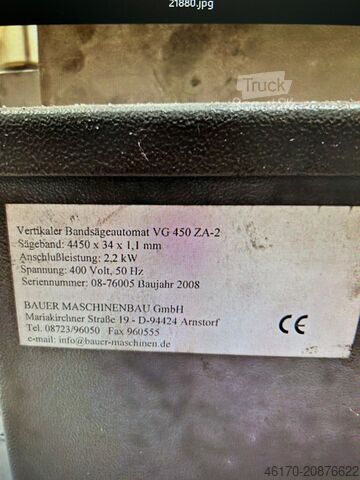 21880.jpg
Truck
Vertikaler Bandsägeautomat VG 450 ZA-2
Sägeband: 4450 x 34 x 1,1 mm
Anschlußleistung: 2,2 kW
Spannung: 400 Volt, 50 Hz
Seriennummer: 08-76005 Baujahr 2008
BAUER MASCHINENBAU GmbH
Mariakirchner Straße 19 - D-94424 Arnstorf
Tel. 08723/96050 Fax 960555
e-mail: info@bauer-maschinen.de
CE
46170-20876622